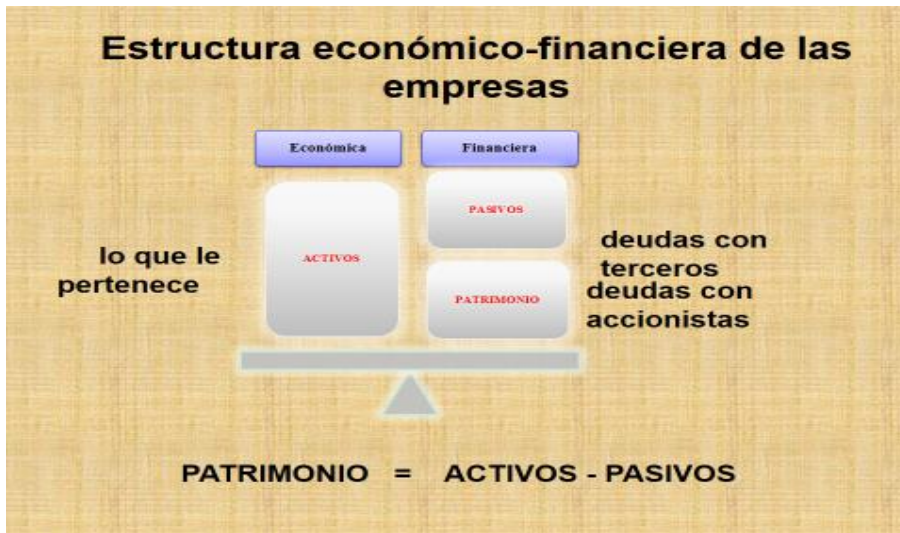 Estructura económico-financiera de las
empresas
Económica
Financiera
PASIVOS
ACTIVOS
PATRIMONIO
lo que le
pertenece
deudas con
terceros
deudas con
accionistas
PATRIMONIO = ACTIVOS - PASIVOS